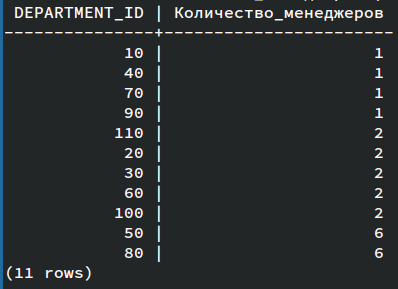 DEPARTMENT_ID | Количество_менеджеров
---------------+-----------------------
10 | 1
40 | 1
70 | 1
90 | 1
110 | 2
20 | 2
30 | 2
60 | 2
100 | 2
50 | 6
80 | 6
(11 rows)